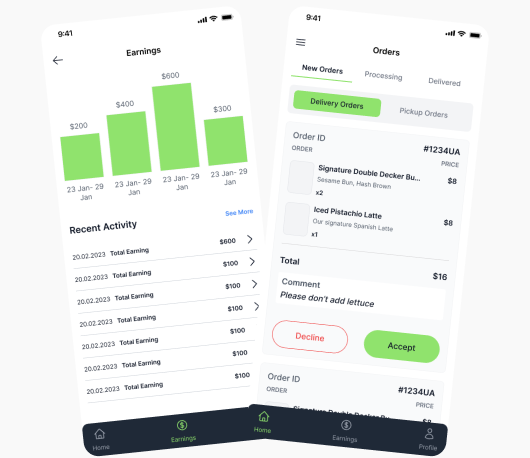 9:41
Earnings
$600
$400
$300
$200
23 Jan- 29
Jan
23 Jan- 29
Jan
23 Jan- 29
Jan
23 Jan- 29
Jan
Recent Activity
See More
20.02.2023 Total Earning $600
20.02.2023 Total Earning $100
20.02.2023 Total Earning $100
20.02.2023 Total Earning $100
20.02.2023 Total Earning $100
20.02.2023 Total Earning $100
20.02.2023 Total Earning $100
Home
Earnings
9:41
Orders
New Orders
Processing
Delivered
Delivery Orders
Pickup Orders
Order ID
#1234UA
ORDER
PRICE
Signature Double Decker Bu...
$8
Sesame Bun, Hash Brown
x2
Iced Pistachio Latte
$8
Our signature Spanish Latte
x1
Total
$16
Comment
Please don't add lettuce
Decline
Accept
Order ID
#1234UA
ORDER
PRICE
Signature Double Decker Bu...
$8
Home
Earnings
Profile